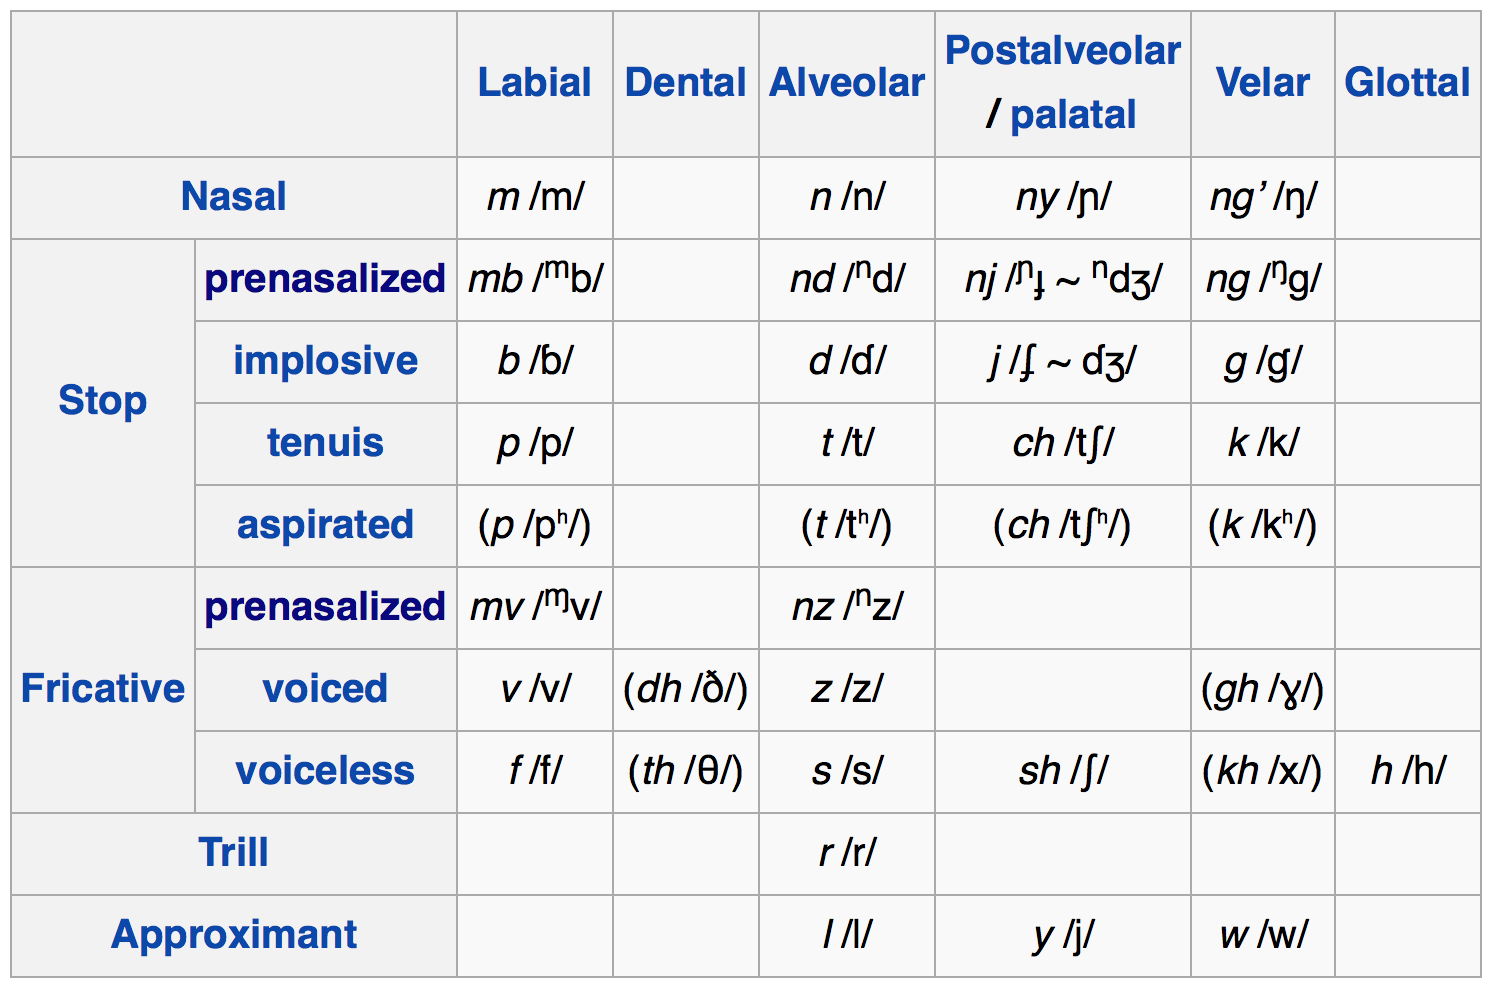 Labial Dental Alveolar Postalveolar / palatal Velar Glottal
Nasal m /m/ n /n/ ny /ɲ/ ng’ /ŋ/
Stop
prenasalized mb /ᵐb/ nd /ⁿd/ nj /ᶮɟ ~ ⁿdʒ/ ng /ᵑɡ/
implosive b /ɓ/ d /ɗ/ j /ʄ ~ ɗʒ/ g /ɠ/
tenuis p /p/ t /t/ ch /tʃ/ k /k/
aspirated (p /pʰ/) (t /tʰ/) (ch /tʃʰ/) (k /kʰ/)
Fricative
prenasalized mv /ᶬv/ nz /ⁿz/
voiced v /v/ (dh /ð/) z /z/ (gh /ɣ/)
voiceless f /f/ (th /θ/) s /s/ sh /ʃ/ (kh /x/) h /h/
Trill r /r/
Approximant l /l/ y /j/ w /w/